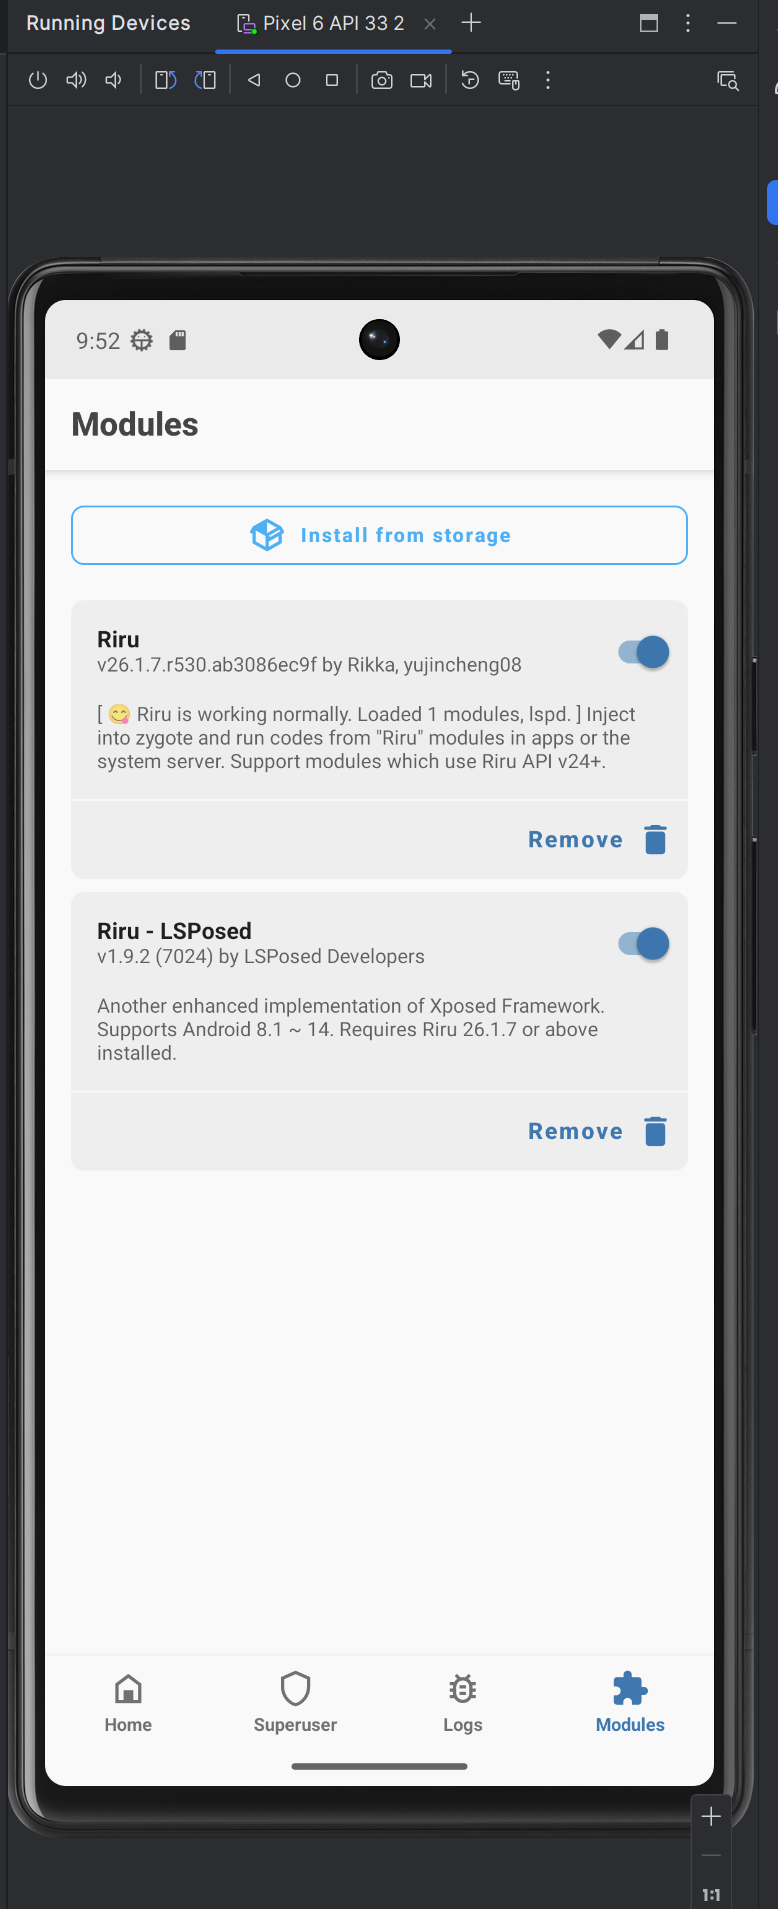 Running Devices
Pixel 6 API 33 2
9:52
Modules
Install from storage
Riru
v26.1.7.r530.ab3086ec9f by Rikka, yujincheng08
[ 😋 Riru is working normally. Loaded 1 modules, lspd. ] Inject
into zygote and run codes from "Riru" modules in apps or the
system server. Support modules which use Riru API v24+.
Remove
Riru - LSPosed
v1.9.2 (7024) by LSPosed Developers
Another enhanced implementation of Xposed Framework.
Supports Android 8.1 ~ 14. Requires Riru 26.1.7 or above
installed.
Remove
Home
Superuser
Logs
Modules
1:1